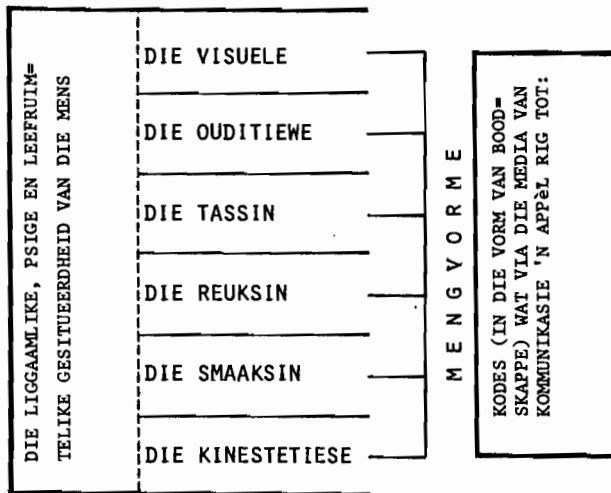 DIE LIGGAAMLIKE, PSIGE EN LEEFRUIM=
TELIKE GESITUEERDHEID VAN DIE MENS
DIE VISUELE
DIE OUDITIEWE
DIE TASSIN
DIE REUKSIN
DIE SMAAKSIN
DIE KINESTETIESE
MENGVORME
KODES (IN DIE VORM VAN BOOD=
SKAPPE) WAT VIA DIE MEDIA VAN
KOMMUNIKASIE 'N APPèL RIG TOT: